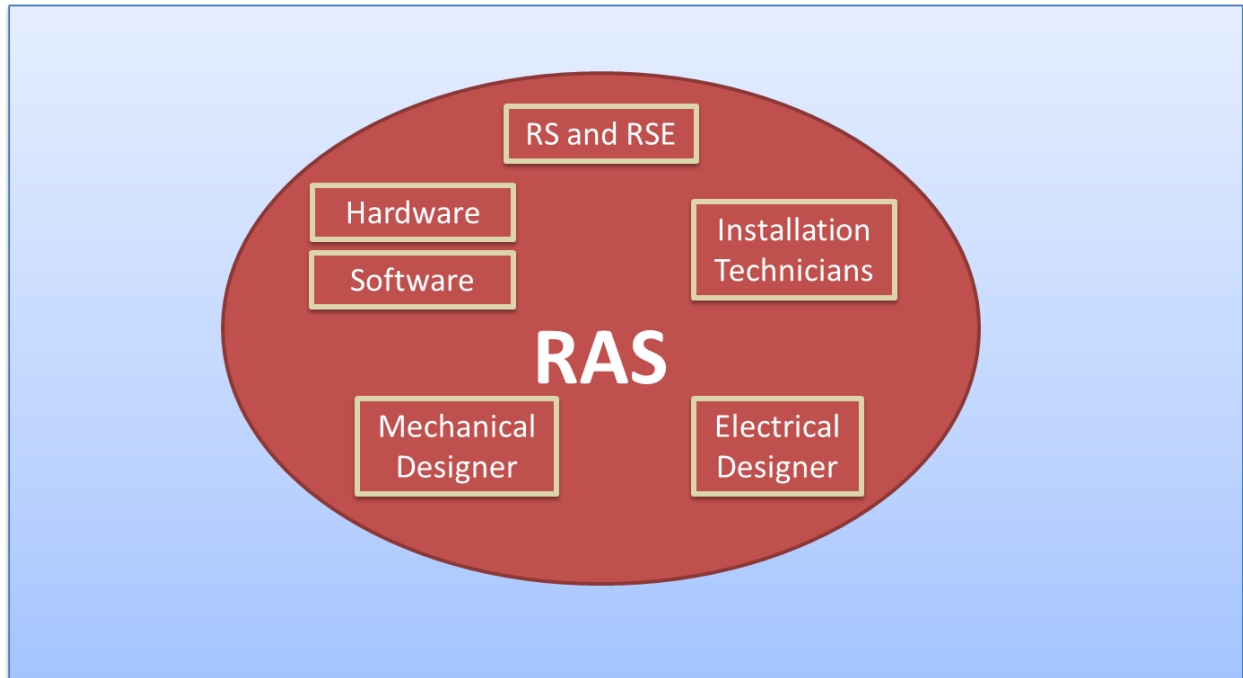 RS and RSE
Hardware
Software
Installation
Technicians
RAS
Mechanical
Designer
Electrical
Designer